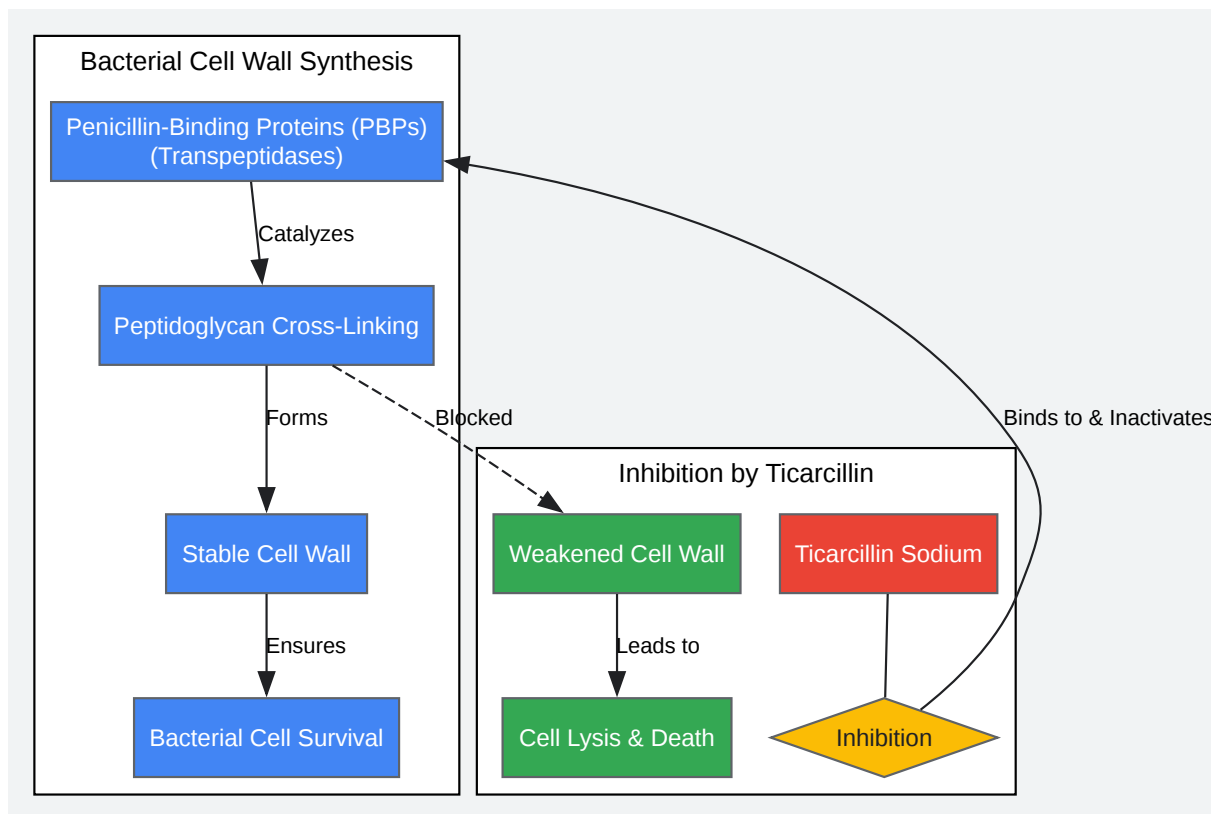 Bacterial Cell Wall Synthesis
Penicillin-Binding Proteins (PBPs)
(Transpeptidases)
Catalyzes
Peptidoglycan Cross-Linking
Forms
Blocked
Binds to & Inactivates
Inhibition by Ticarcillin
Stable Cell Wall
Weakened Cell Wall
Ticarcillin Sodium
Ensures
Leads to
Bacterial Cell Survival
Cell Lysis & Death
Inhibition